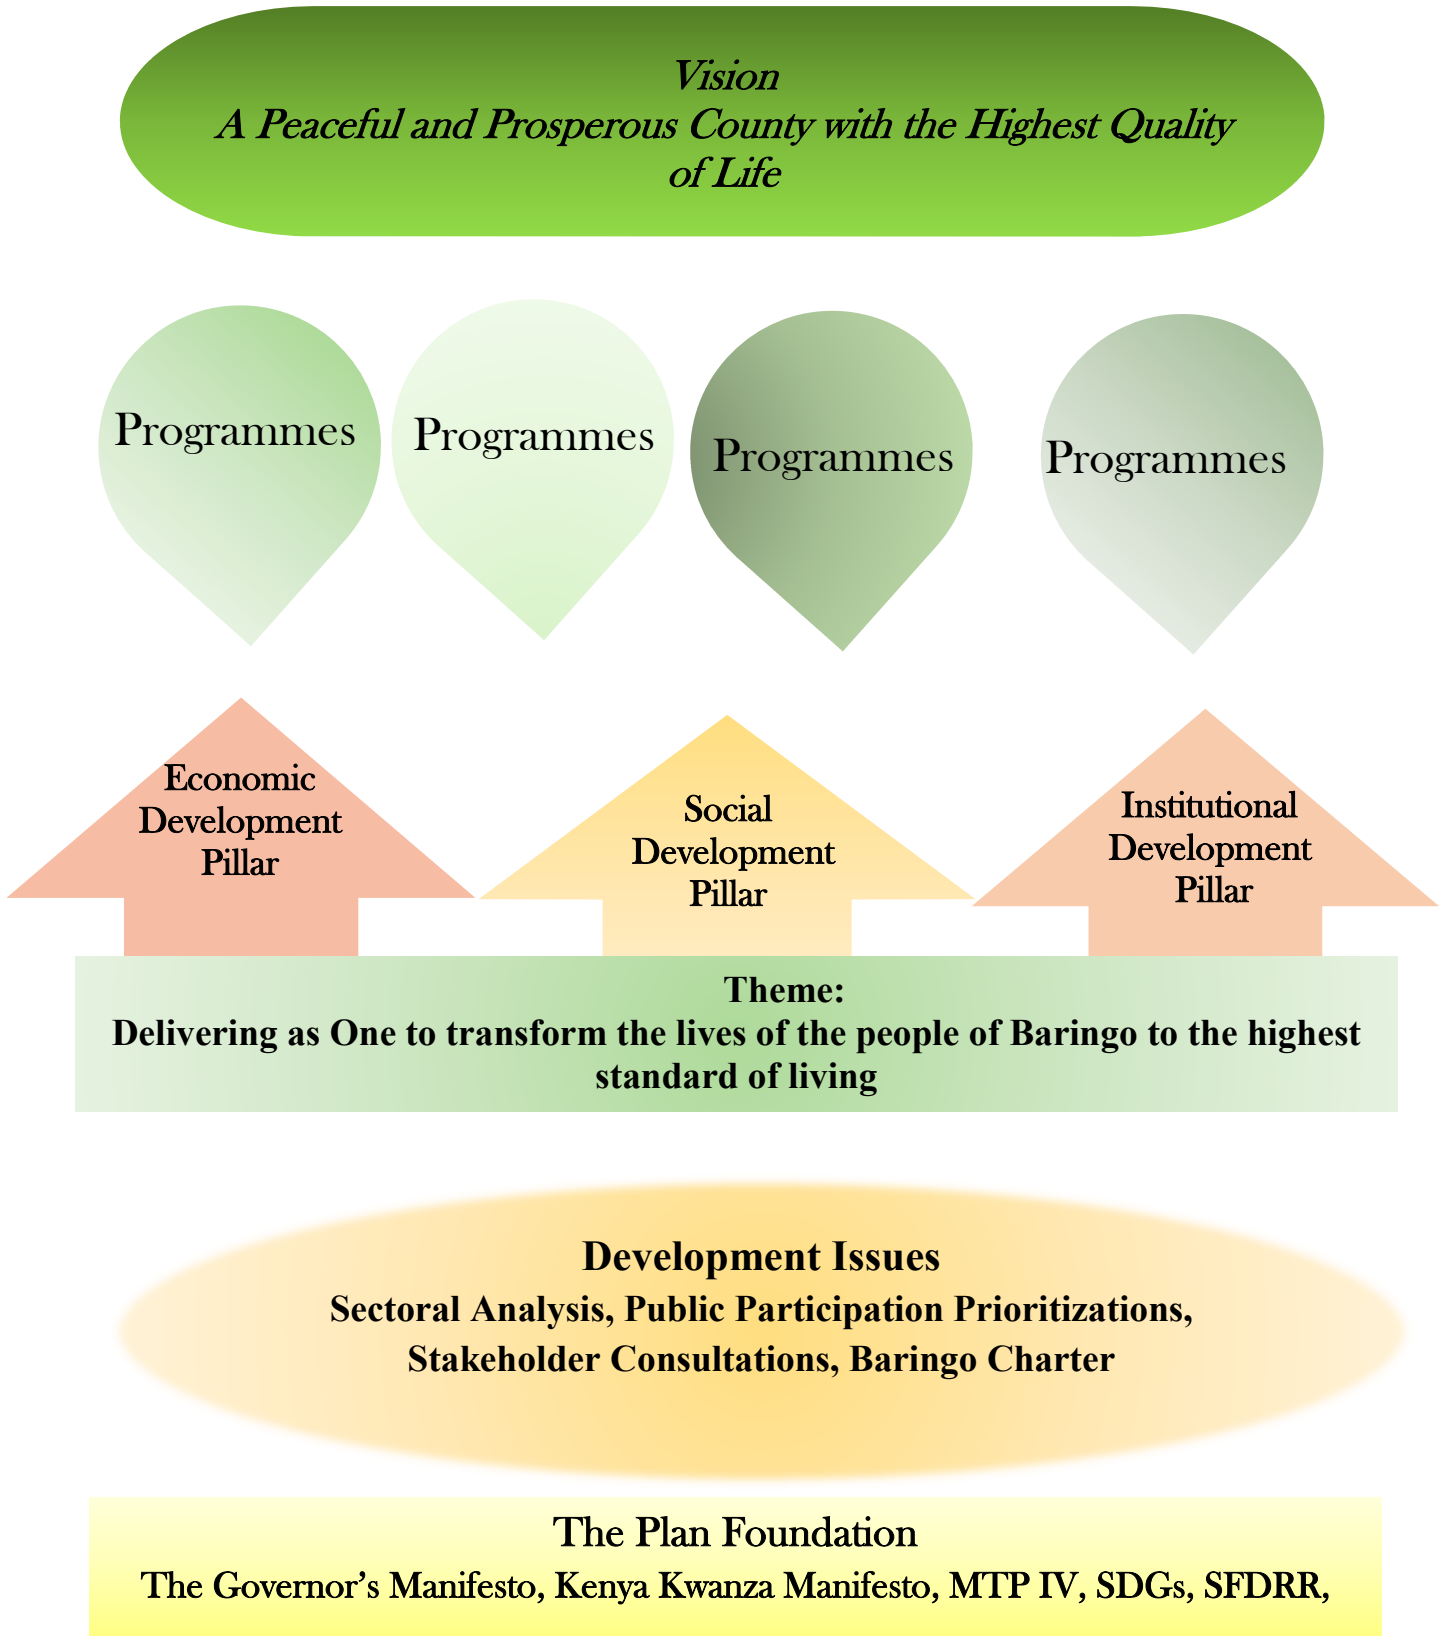 Vision
A Peaceful and Prosperous County with the Highest Quality
of Life
Programmes
Programmes
Programmes
Programmes
Economic
Development
Pillar
Social
Development
Pillar
Institutional
Development
Pillar
Theme:
Delivering as One to transform the lives of the people of Baringo to the highest
standard of living
Development Issues
Sectoral Analysis, Public Participation Prioritizations,
Stakeholder Consultations, Baringo Charter
The Plan Foundation
The Governor’s Manifesto, Kenya Kwanza Manifesto, MTP IV, SDGs, SFDRR,